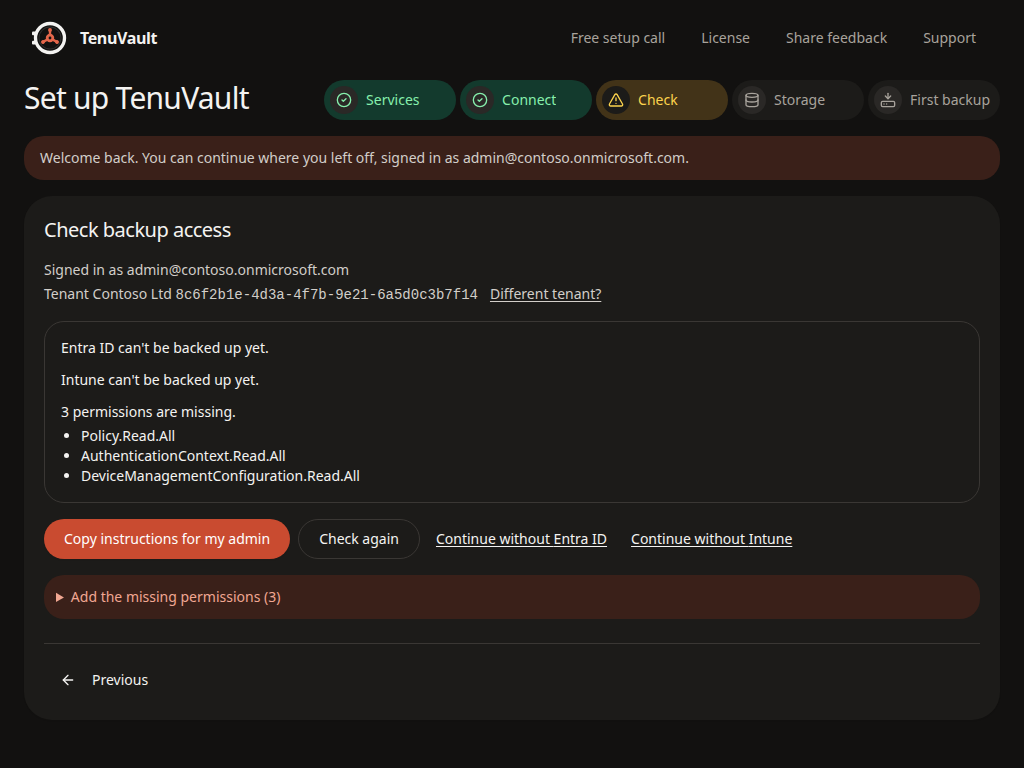 TenuVault
Free setup call
License
Share feedback
Support
Set up TenuVault
Services
Connect
Check
Storage
First backup
Welcome back. You can continue where you left off, signed in as admin@contoso.onmicrosoft.com.
Check backup access
Signed in as admin@contoso.onmicrosoft.com
Tenant Contoso Ltd 8c6f2b1e-4d3a-4f7b-9e21-6a5d0c3b7f14 Different tenant?
Entra ID can't be backed up yet.
Intune can't be backed up yet.
3 permissions are missing.
Policy.Read.All
AuthenticationContext.Read.All
DeviceManagementConfiguration.Read.All
Copy instructions for my admin
Check again
Continue without Entra ID
Continue without Intune
Add the missing permissions (3)
Previous